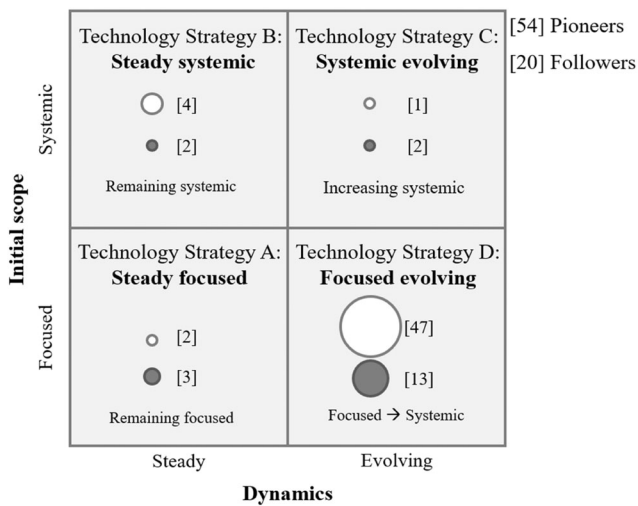 Technology Strategy B:
Steady systemic
[4]
[2]
Remaining systemic
Technology Strategy C:
Systemic evolving
[1]
[2]
Increasing systemic
[54] Pioneers
[20] Followers
Systemic
Initial scope
Focused
Technology Strategy A:
Steady focused
[2]
[3]
Remaining focused
Technology Strategy D:
Focused evolving
[47]
[13]
Focused → Systemic
Steady
Evolving
Dynamics